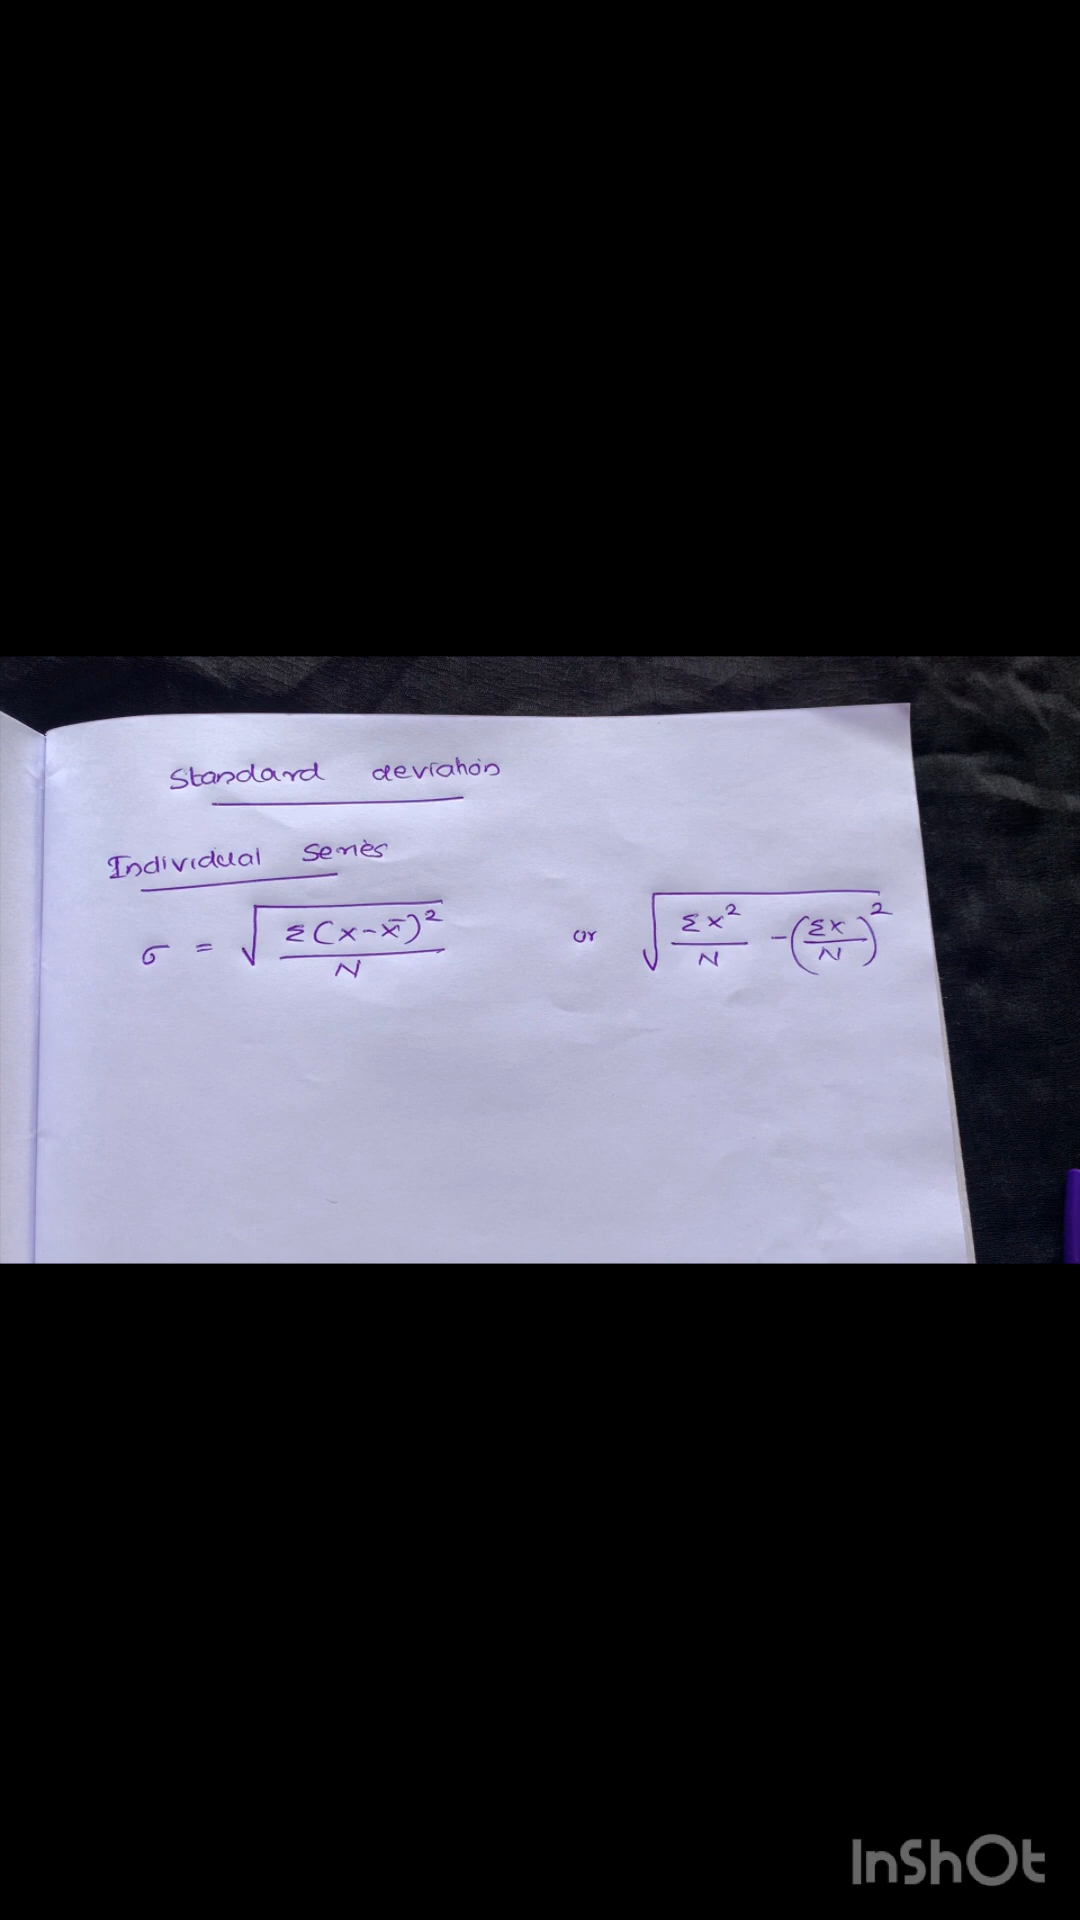 Standard deviation
Individual Series
σ = √(Σ(x-x̄)²/N) or √(Σx²/N - (Σx/N)²)
InShOt